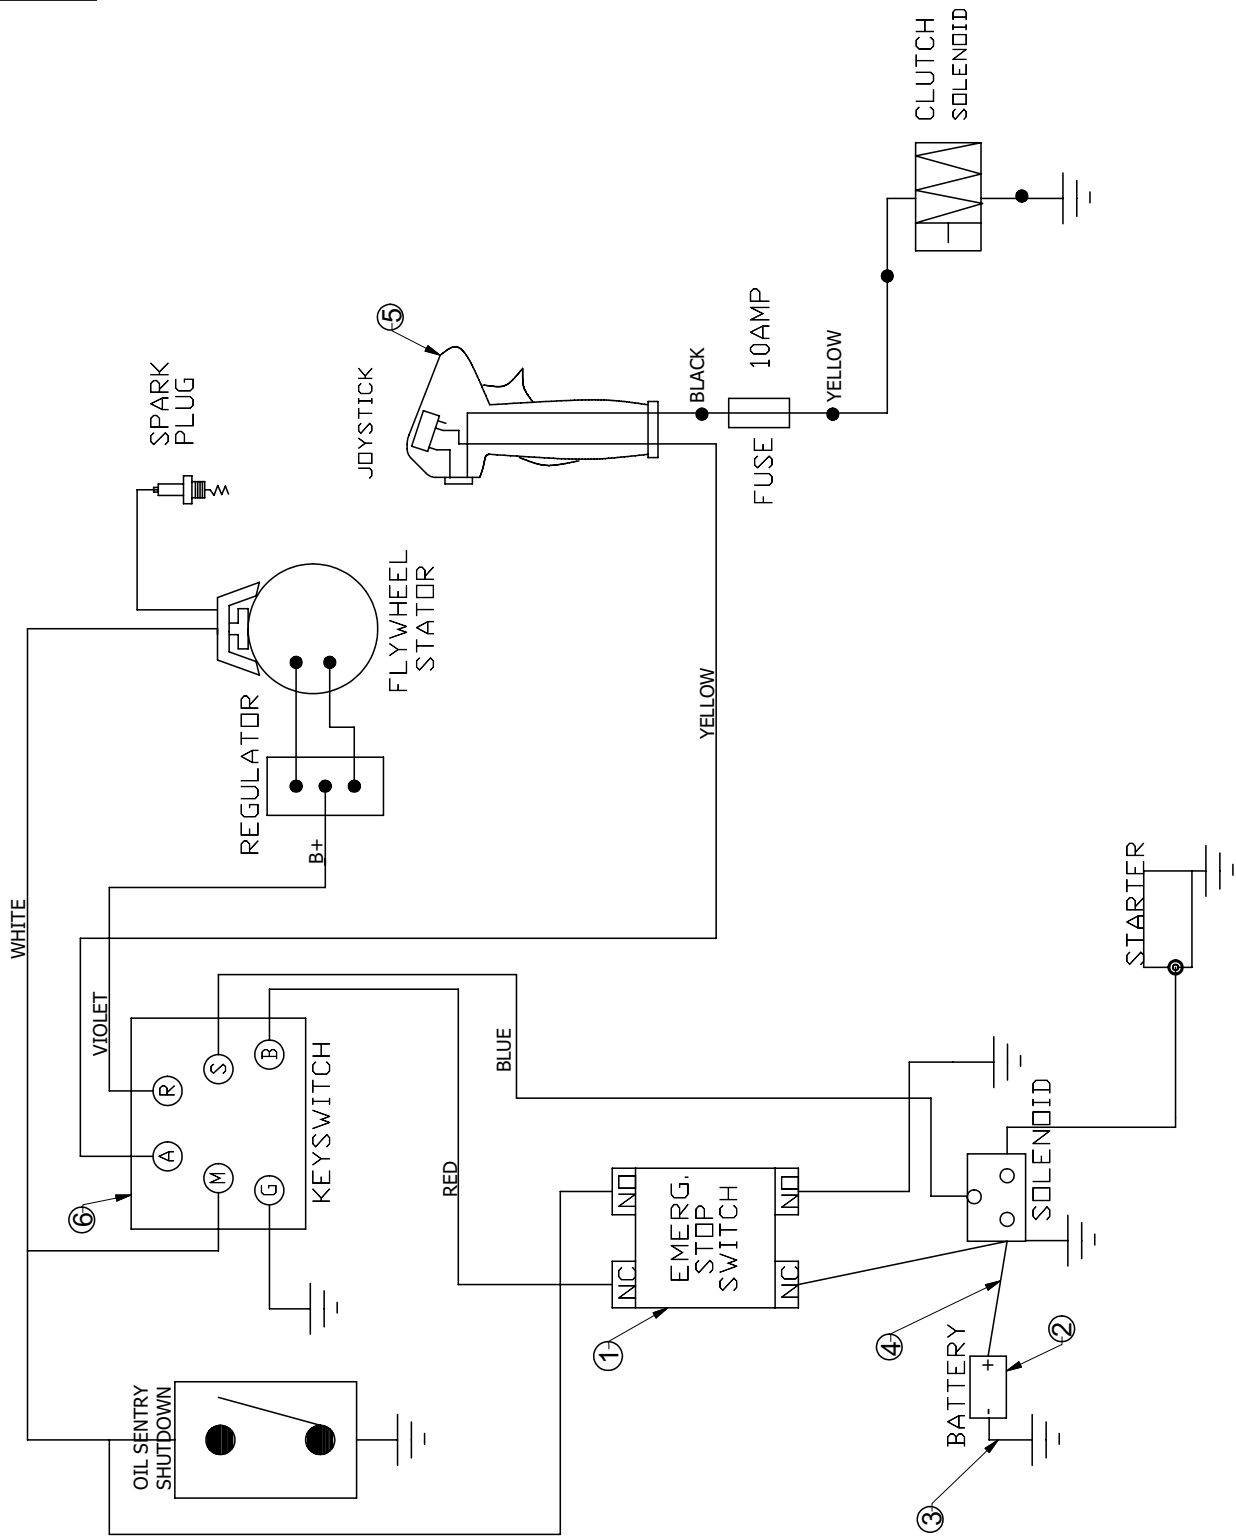 CLUTCH
SOLENOID
SPARK
PLUG
JOYSTICK
5
BLACK
10AMP
YELLOW
FUSE
FLYWHEEL
STATOR
REGULATOR
B+
YELLOW
WHITE
VIOLET
STARTER
R
S
B
A
M
G
KEYSWITCH
6
BLUE
RED
SOLENOID
NO
NO
NC
NC
EMERG.
STOP
SWITCH
1
OIL SENTRY
SHUTDOWN
BATTERY
+
-
4
2
3